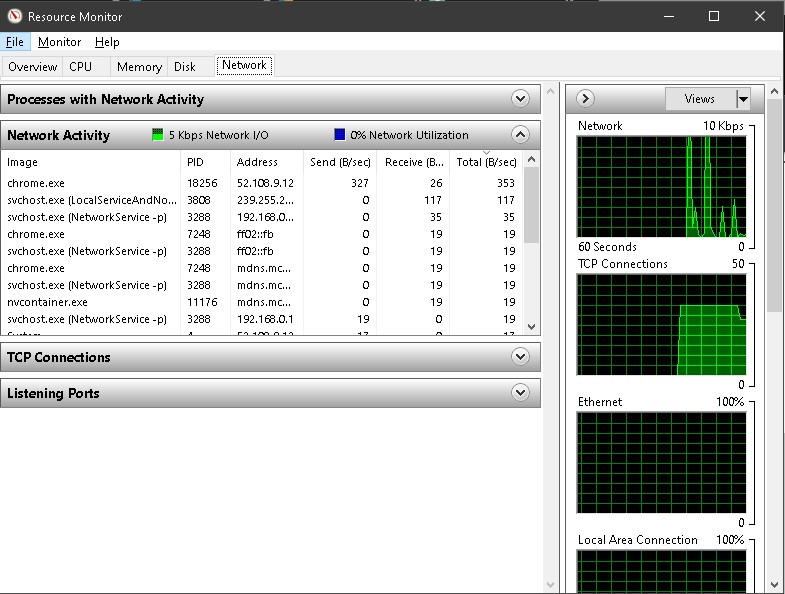 Resource Monitor
File Monitor Help
Overview CPU Memory Disk Network
Processes with Network Activity
Network Activity 5 Kbps Network I/O 0% Network Utilization
Image PID Address Send (B/sec) Receive (B... Total (B/sec)
chrome.exe 18256 52.108.9.12 327 26 353
svchost.exe (LocalServiceAndNo... 3808 239.255.2... 0 117 117
svchost.exe (NetworkService -p) 3288 192.168.0... 0 35 35
chrome.exe 7248 ff02::fb 0 19 19
svchost.exe (NetworkService -p) 3288 ff02::fb 0 19 19
chrome.exe 7248 mdns.mc... 0 19 19
svchost.exe (NetworkService -p) 3288 mdns.mc... 0 19 19
nvcontainer.exe 11176 mdns.mc... 0 19 19
svchost.exe (NetworkService -p) 3288 192.168.0.1 19 0 19
TCP Connections
Listening Ports
Views
Network 10 Kbps
60 Seconds 0
TCP Connections 50
0
Ethernet 100%
0
Local Area Connection 100%